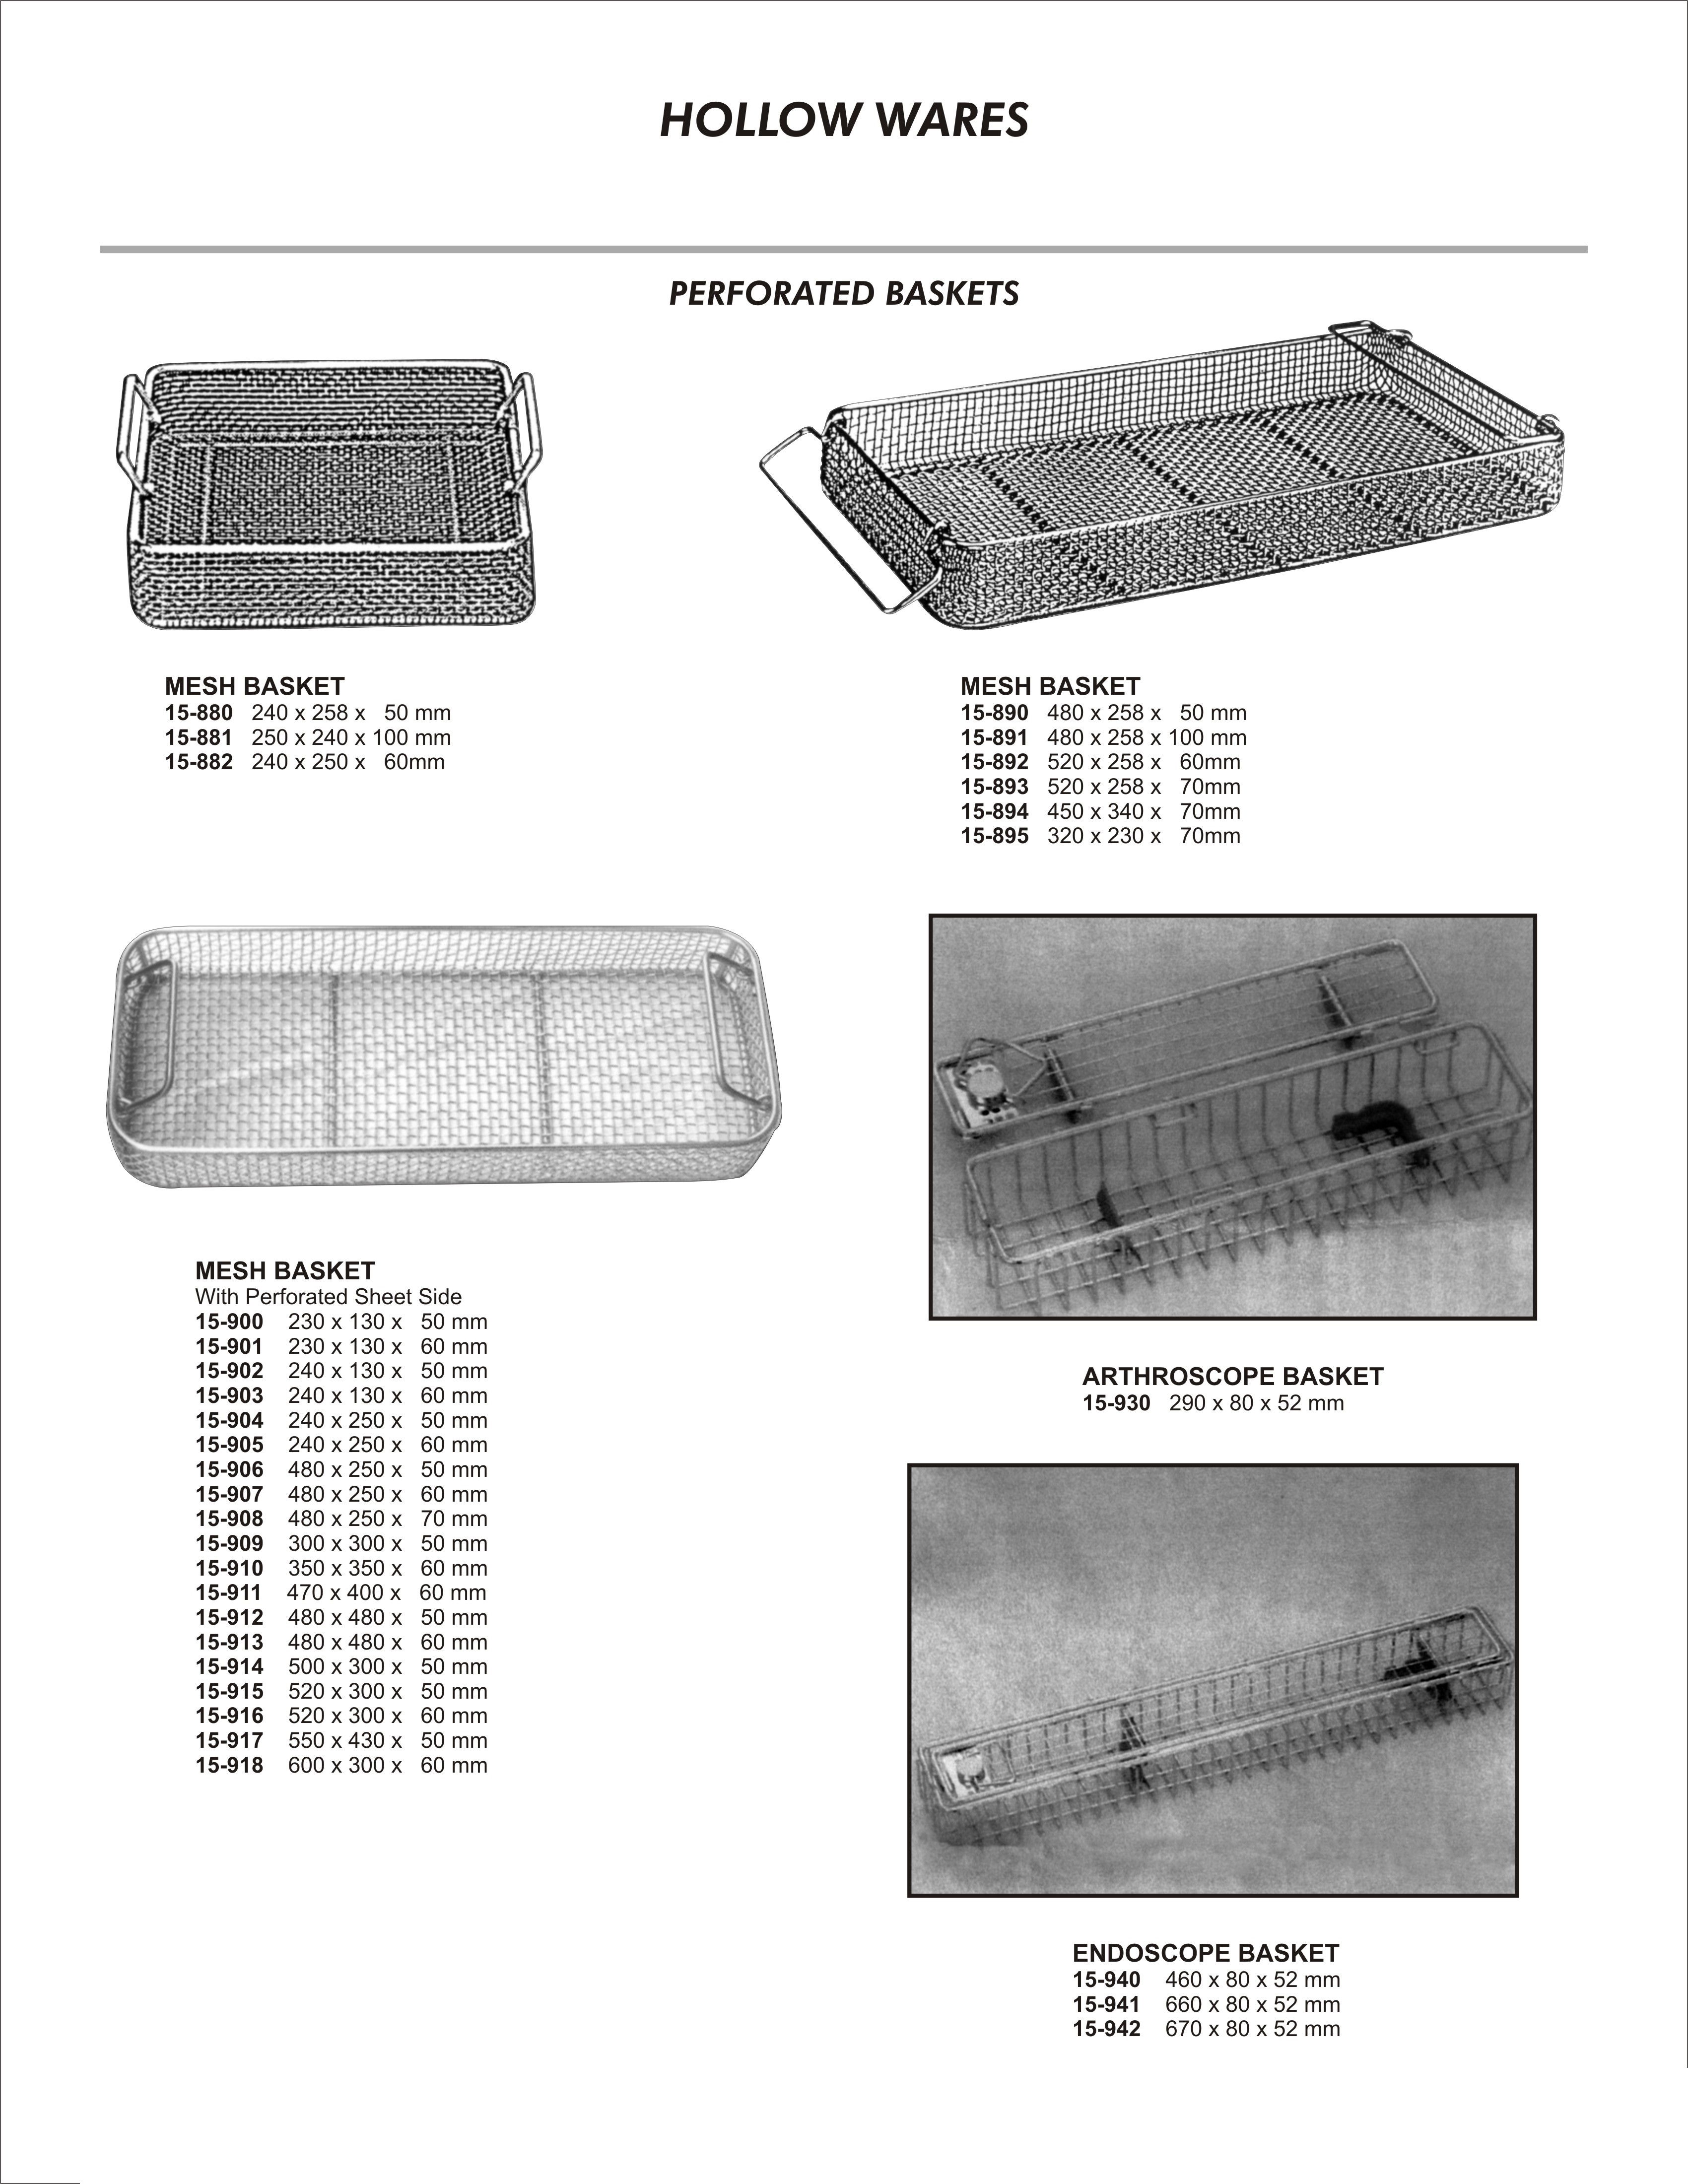 HOLLOW WARES
PERFORATED BASKETS
MESH BASKET
15-880 240 x 258 x 50 mm
15-881 250 x 240 x 100 mm
15-882 240 x 250 x 60mm
MESH BASKET
15-890 480 x 258 x 50 mm
15-891 480 x 258 x 100 mm
15-892 520 x 258 x 60mm
15-893 520 x 258 x 70mm
15-894 450 x 340 x 70mm
15-895 320 x 230 x 70mm
MESH BASKET
With Perforated Sheet Side
15-900 230 x 130 x 50 mm
15-901 230 x 130 x 60 mm
15-902 240 x 130 x 50 mm
15-903 240 x 130 x 60 mm
15-904 240 x 250 x 50 mm
15-905 240 x 250 x 60 mm
15-906 480 x 250 x 50 mm
15-907 480 x 250 x 60 mm
15-908 480 x 250 x 70 mm
15-909 300 x 300 x 50 mm
15-910 350 x 350 x 60 mm
15-911 470 x 400 x 60 mm
15-912 480 x 480 x 50 mm
15-913 480 x 480 x 60 mm
15-914 500 x 300 x 50 mm
15-915 520 x 300 x 50 mm
15-916 520 x 300 x 60 mm
15-917 550 x 430 x 50 mm
15-918 600 x 300 x 60 mm
ARTHROSCOPE BASKET
15-930 290 x 80 x 52 mm
ENDOSCOPE BASKET
15-940 460 x 80 x 52 mm
15-941 660 x 80 x 52 mm
15-942 670 x 80 x 52 mm